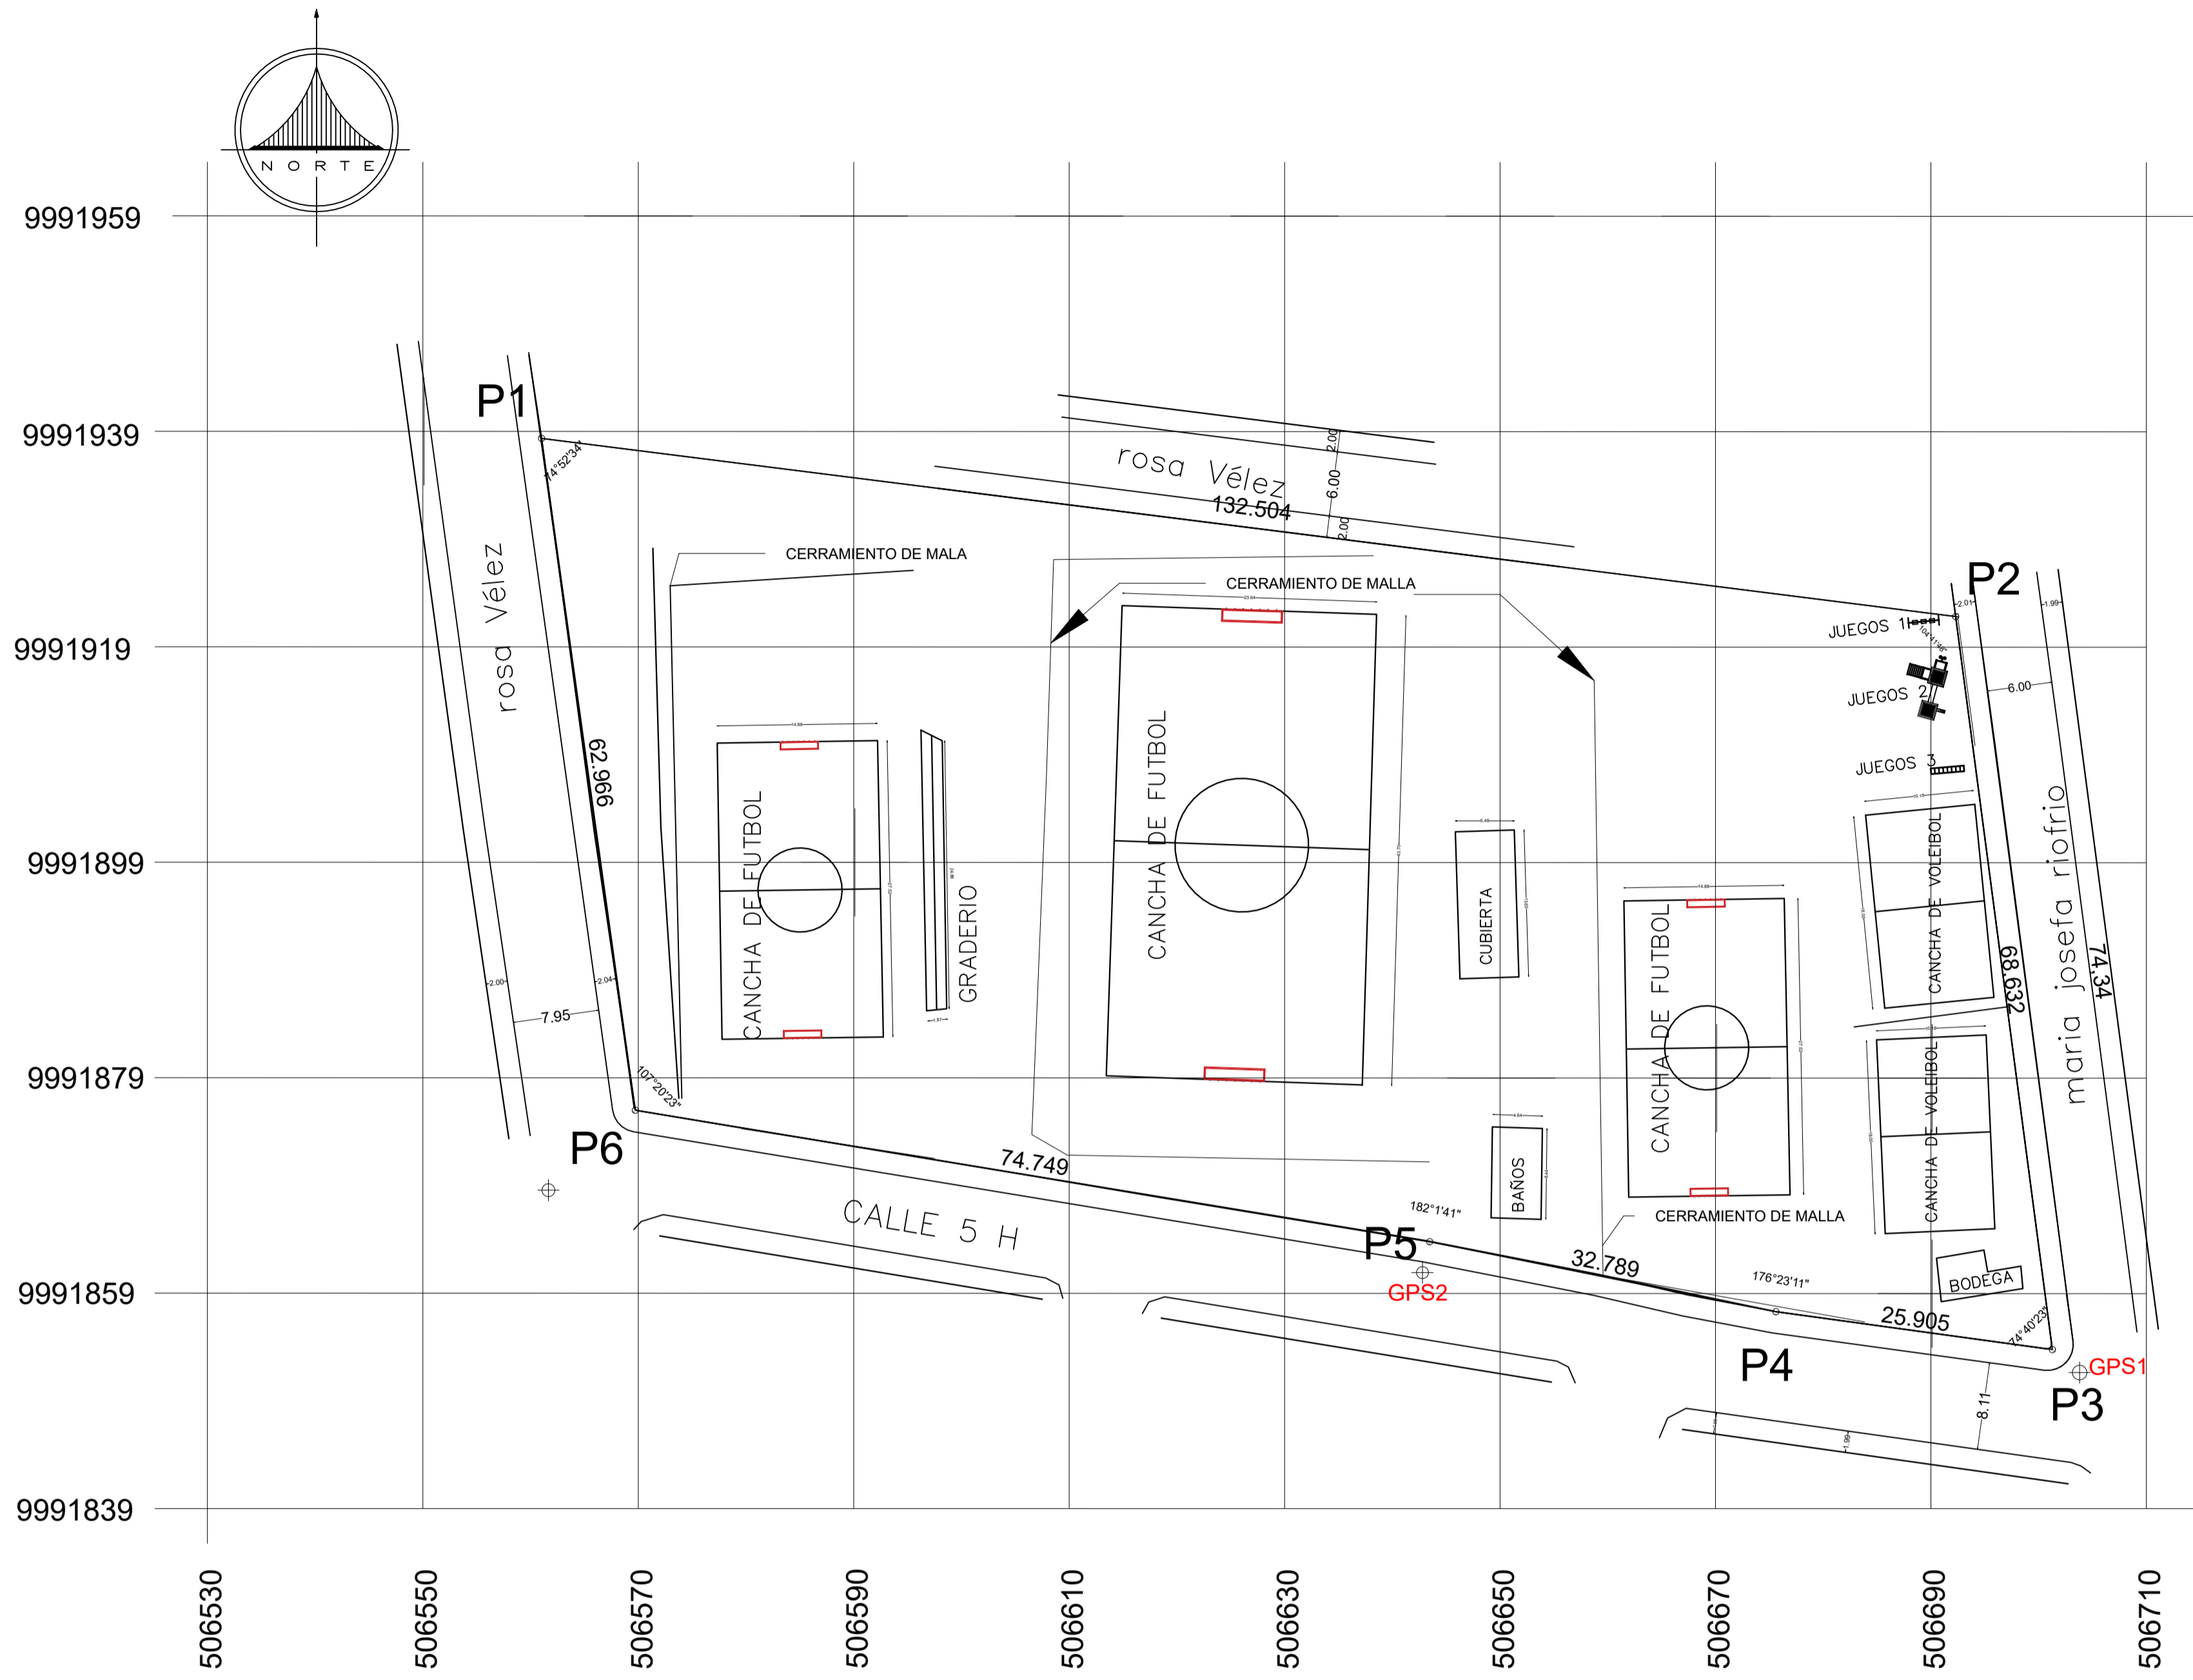 NORTE
9991959
9991939
9991919
9991899
9991879
9991859
9991839
506530
506550
506570
506590
506610
506630
506650
506670
506690
506710
P1
74°52'34"
rosa Vélez
132.504
2.00
6.00
2.00
CERRAMIENTO DE MALA
CERRAMIENTO DE MALLA
P2
2.01
1.99
JUEGOS 1
104°41'46"
JUEGOS 2
6.00
JUEGOS 3
rosa Vélez
62.966
2.00
2.04
7.95
CANCHA DE FUTBOL
14.88
GRADERIO
CANCHA DE FUTBOL
CUBIERTA
CANCHA DE FUTBOL
14.88
CANCHA DE VOLEIBOL
CANCHA DE VOLEIBOL
maria josefa riofrio
68.632
74.34
107°20'23"
P6
74.749
CALLE 5 H
BAÑOS
182°1'41"
P5
GPS2
32.789
CERRAMIENTO DE MALLA
176°23'11"
BODEGA
25.905
74°40'23"
P4
GPS1
P3
8.11
1.99